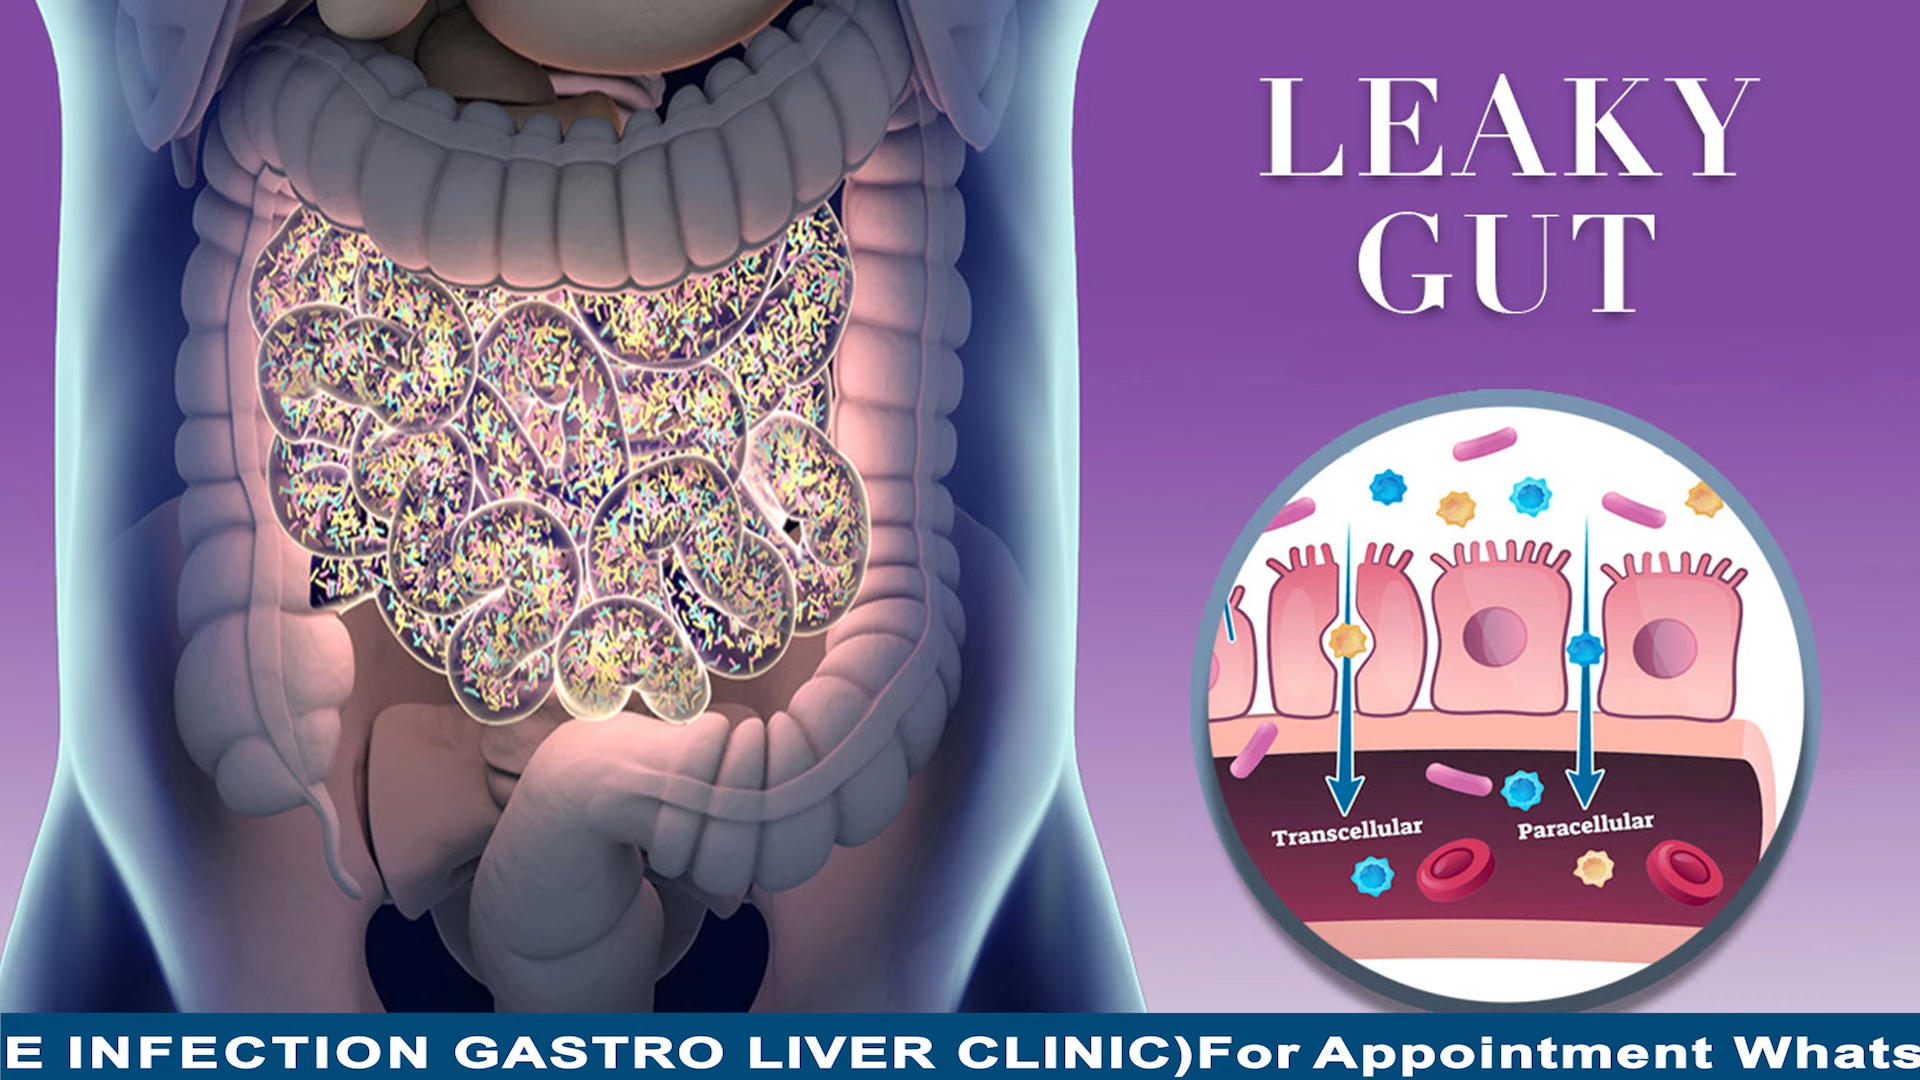 LEAKY
GUT
Transcellular
Paracellular
E INFECTION GASTRO LIVER CLINIC)For Appointment Whats